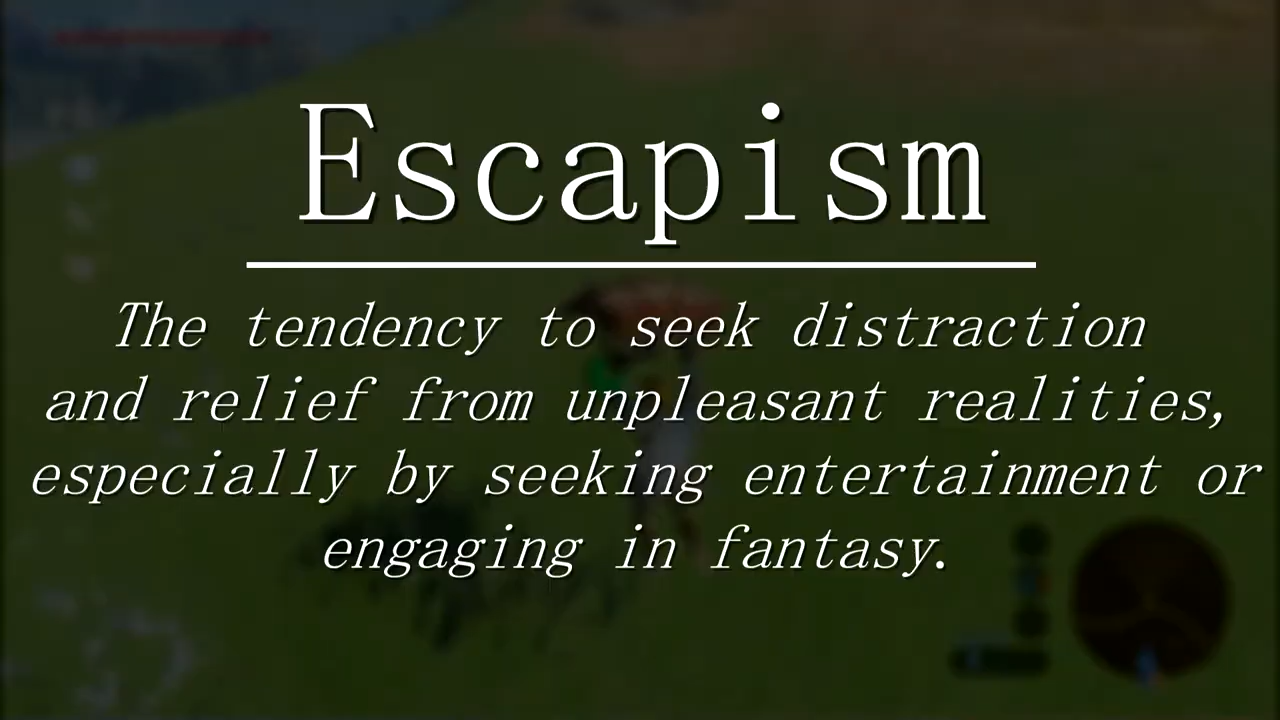 Escapism
The tendency to seek distraction
and relief from unpleasant realities,
especially by seeking entertainment or
engaging in fantasy.